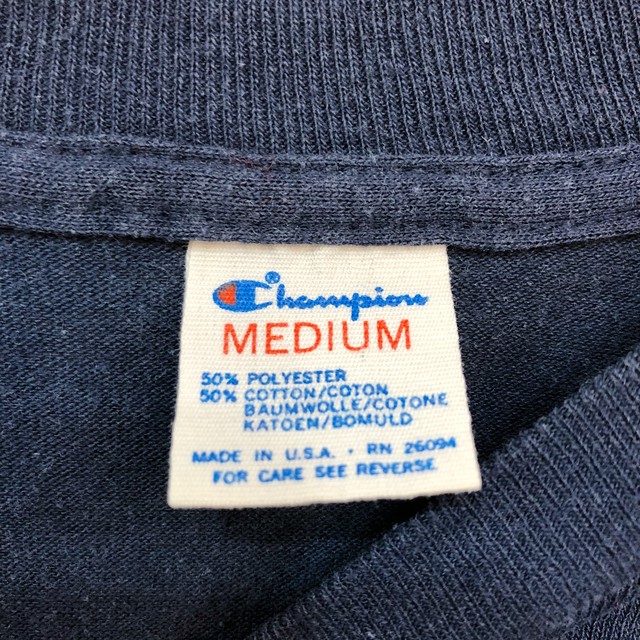 Champion®
MEDIUM
50% POLYESTER
50% COTTON/COTON
BAUMWOLLE/COTONE
KATOEN/BOMULD
MADE IN U.S.A. · RN 26094
FOR CARE SEE REVERSE